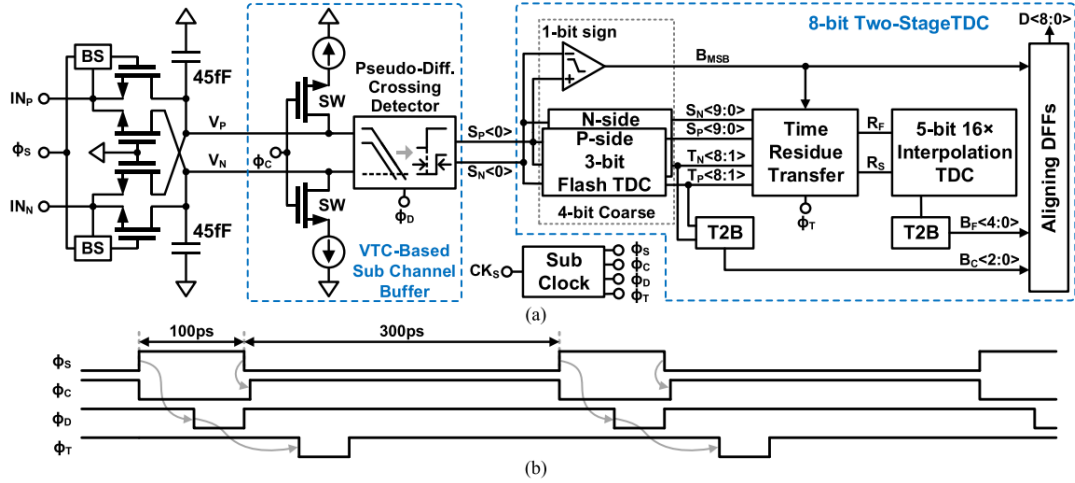 (a)
BS
IN_P
Φ_S
IN_N
BS
45fF
45fF
V_P
V_N
Φ_C
SW
SW
VTC-Based
Sub Channel
Buffer
Pseudo-Diff.
Crossing
Detector
Φ_D
S_P<0>
S_N<0>
8-bit Two-StageTDC
1-bit sign
B_MSB
N-side
P-side
3-bit
Flash TDC
4-bit Coarse
S_N<9:0>
S_P<9:0>
T_N<8:1>
T_P<8:1>
Time
Residue
Transfer
Φ_T
R_F
R_S
5-bit 16×
Interpolation
TDC
T2B
T2B
B_F<4:0>
B_C<2:0>
D<8:0>
Aligning DFFs
CK_S
Sub
Clock
Φ_S
Φ_C
Φ_D
Φ_T
100ps
300ps
Φ_S
Φ_C
Φ_D
Φ_T
(b)